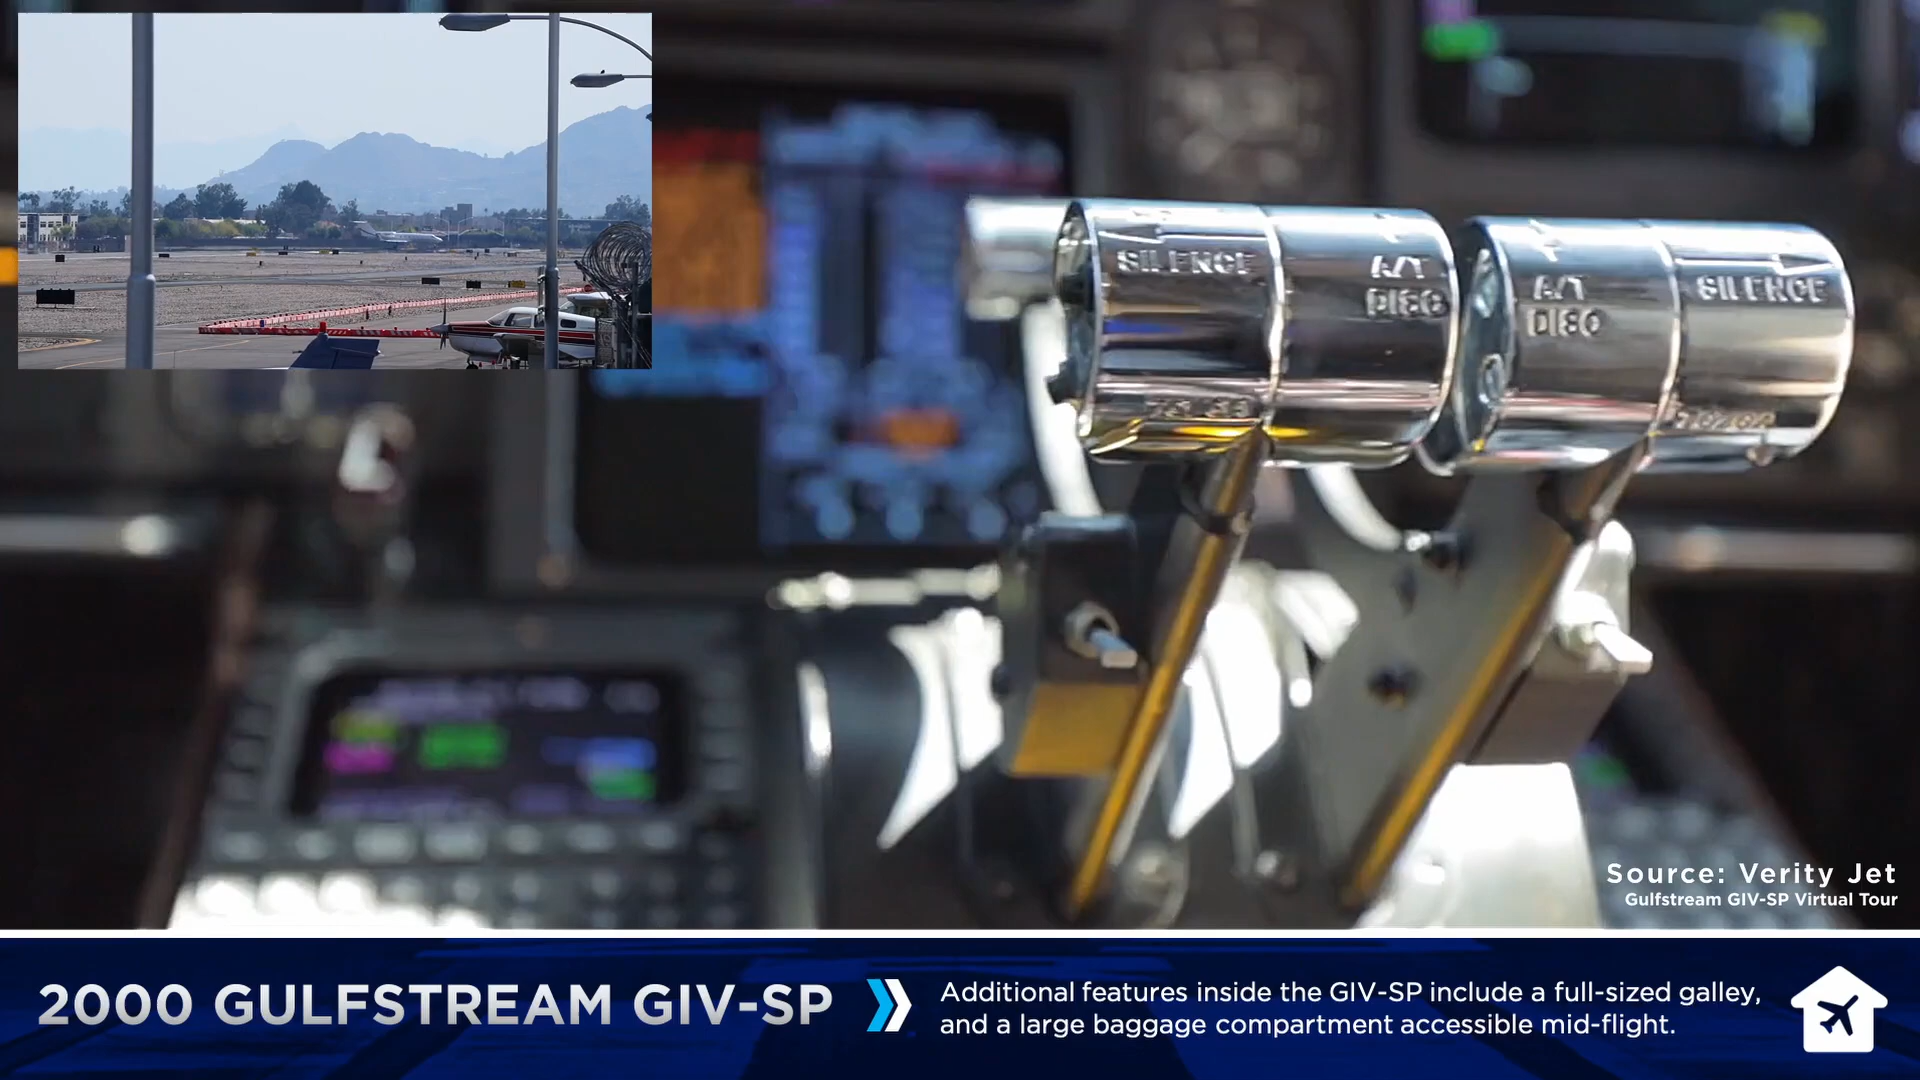 SILENCE
A/T
DISC
A/T
DISC
SILENCE
Source: Verity Jet
Gulfstream GIV-SP Virtual Tour
2000 GULFSTREAM GIV-SP
Additional features inside the GIV-SP include a full-sized galley,
and a large baggage compartment accessible mid-flight.